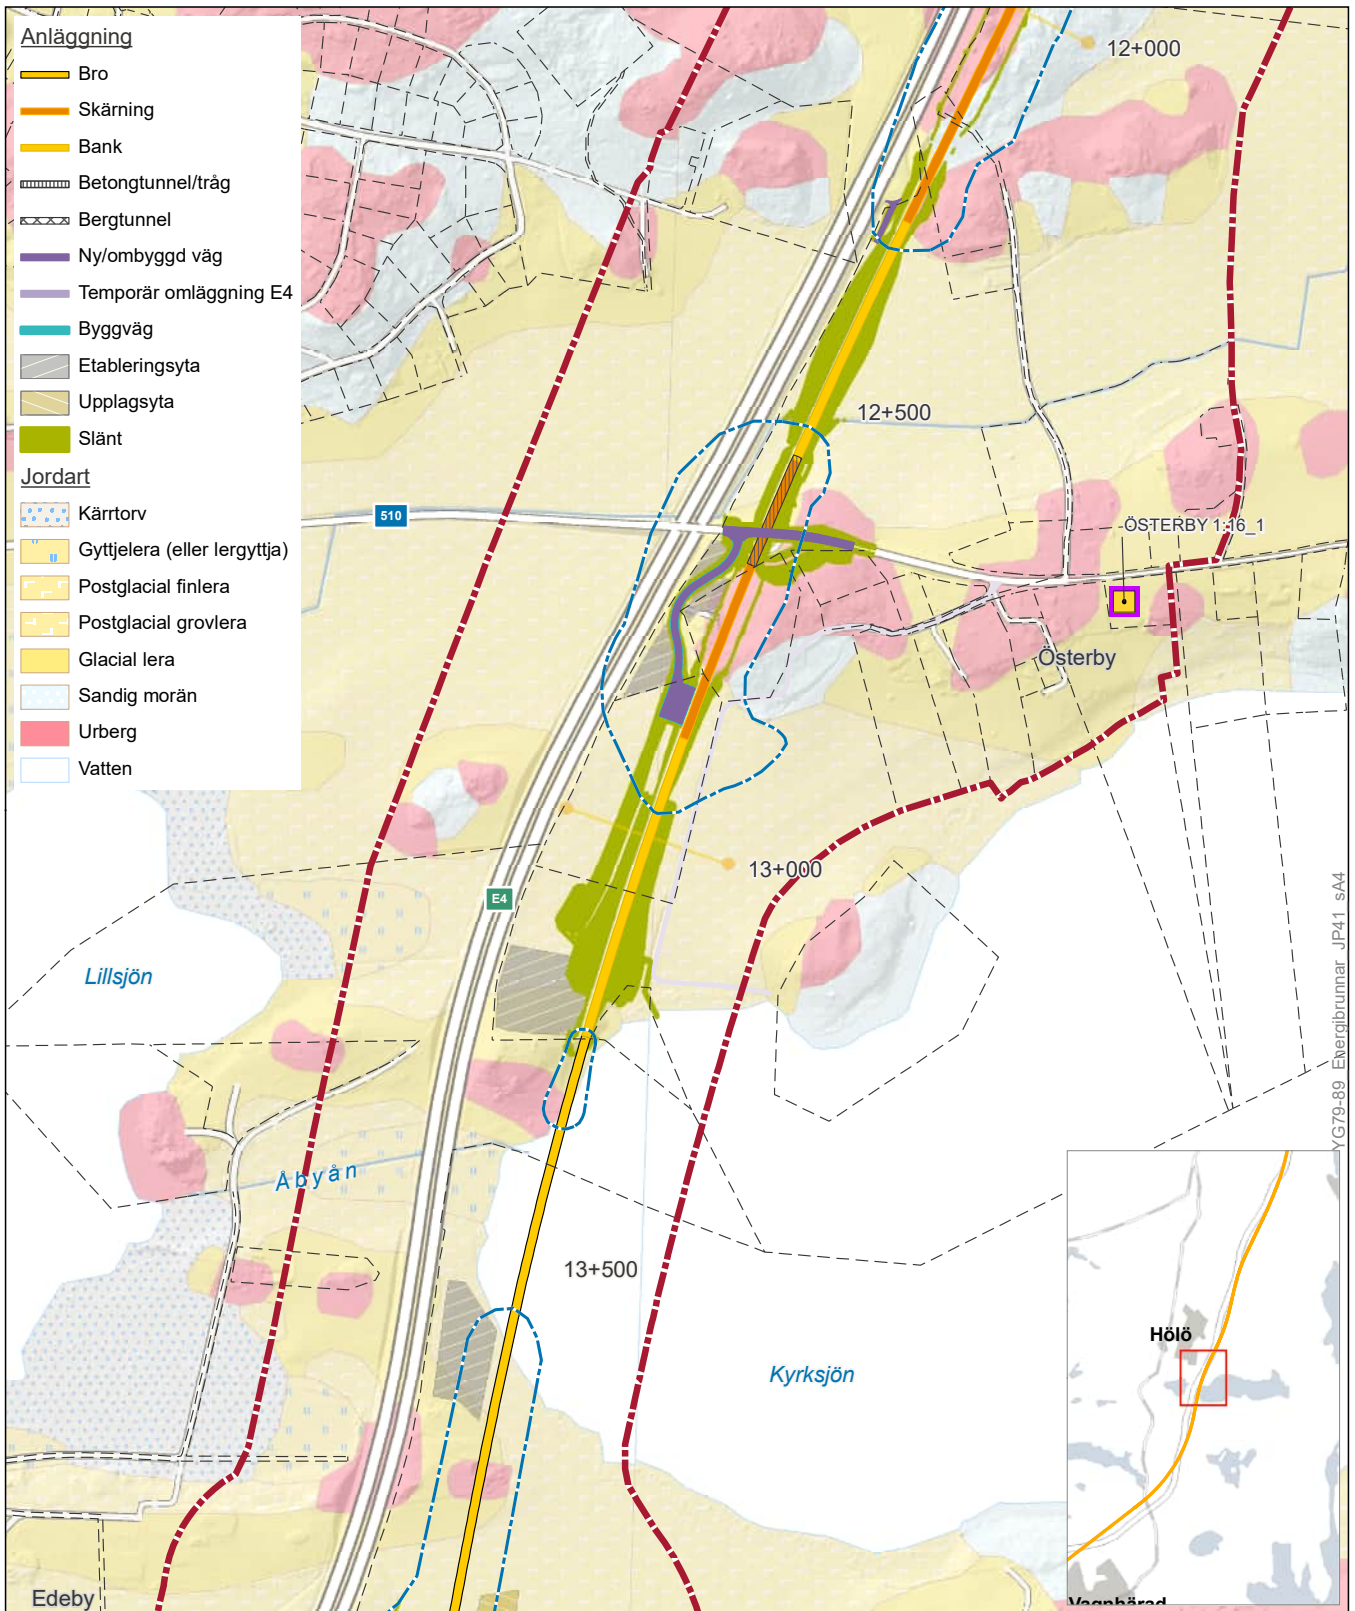 Anläggning
Bro
Skärning
Bank
Betongtunnel/tråg
Bergtunnel
Ny/ombyggd väg
Temporär omläggning E4
Byggväg
Etableringsyta
Upplagsyta
Slänt
Jordart
Kärrtorv
Gyttjelera (eller lergyttja)
Postglacial finlera
Postglacial grovlera
Glacial lera
Sandig morän
Urberg
Vatten
12+000
12+500
510
ÖSTERBY 1:16_1
Österby
13+000
E4
Lillsjön
Åbyån
13+500
Kyrksjön
Edeby
Hölö
Vagnhärad
YG79-89 Energibrunnar JP41 sA4